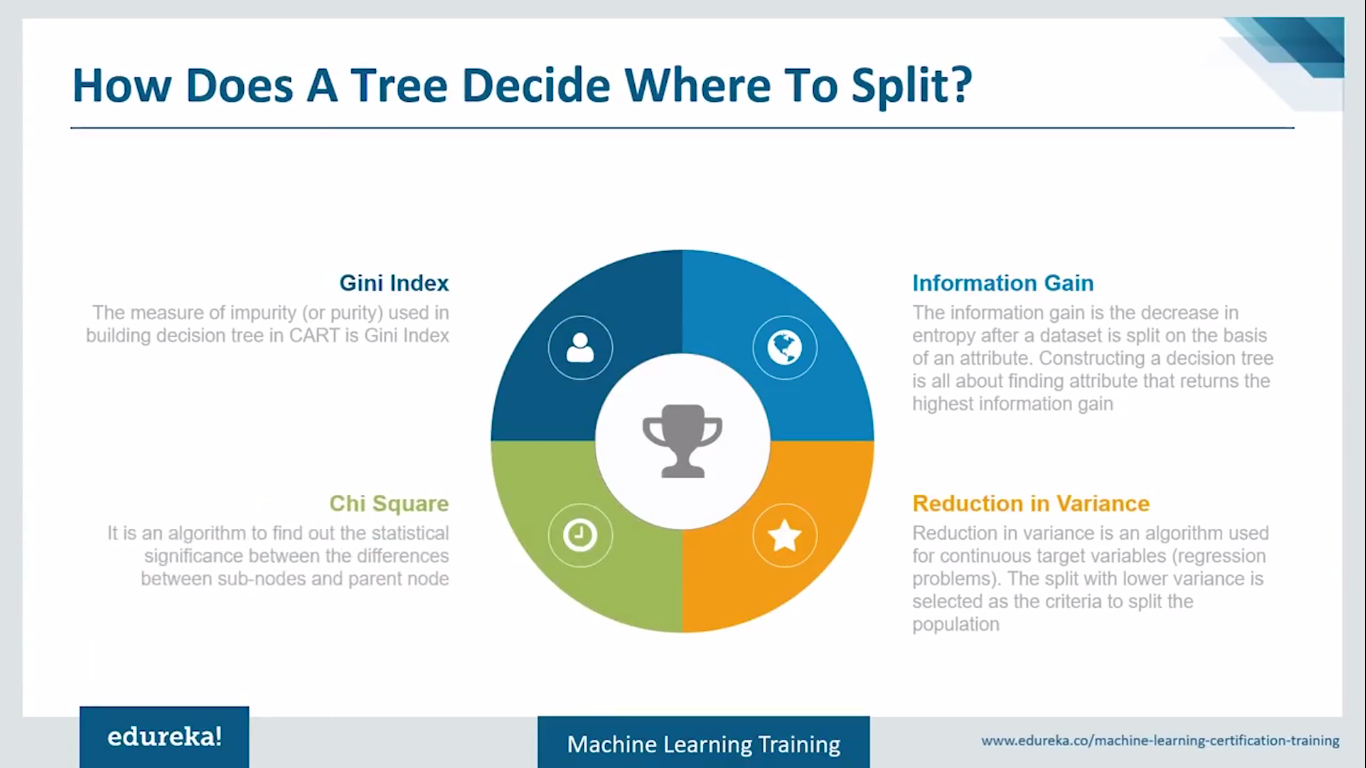 How Does A Tree Decide Where To Split?
Gini Index
The measure of impurity (or purity) used in
building decision tree in CART is Gini Index
Information Gain
The information gain is the decrease in
entropy after a dataset is split on the basis
of an attribute. Constructing a decision tree
is all about finding attribute that returns the
highest information gain
Chi Square
It is an algorithm to find out the statistical
significance between the differences
between sub-nodes and parent node
Reduction in Variance
Reduction in variance is an algorithm used
for continuous target variables (regression
problems). The split with lower variance is
selected as the criteria to split the
population
edureka!
Machine Learning Training
www.edureka.co/machine-learning-certification-training